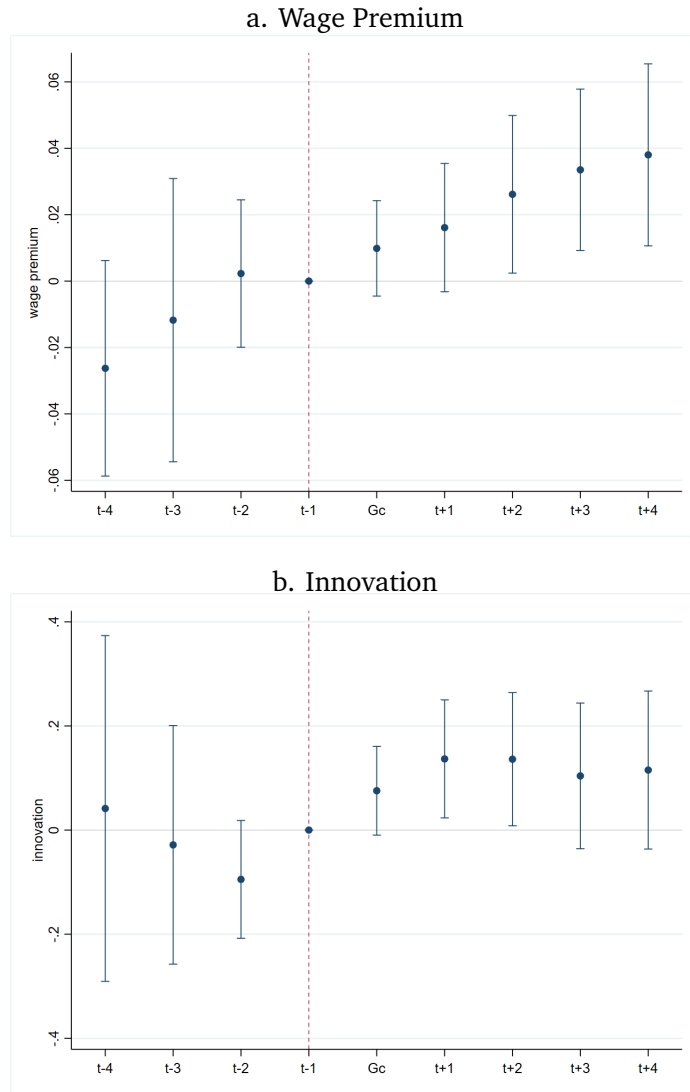 a. Wage Premium
wage premium
.06
.04
.02
0
-.02
-.04
-.06
t-4 t-3 t-2 t-1 Gc t+1 t+2 t+3 t+4
b. Innovation
innovation
.4
.2
0
-.2
-.4
t-4 t-3 t-2 t-1 Gc t+1 t+2 t+3 t+4